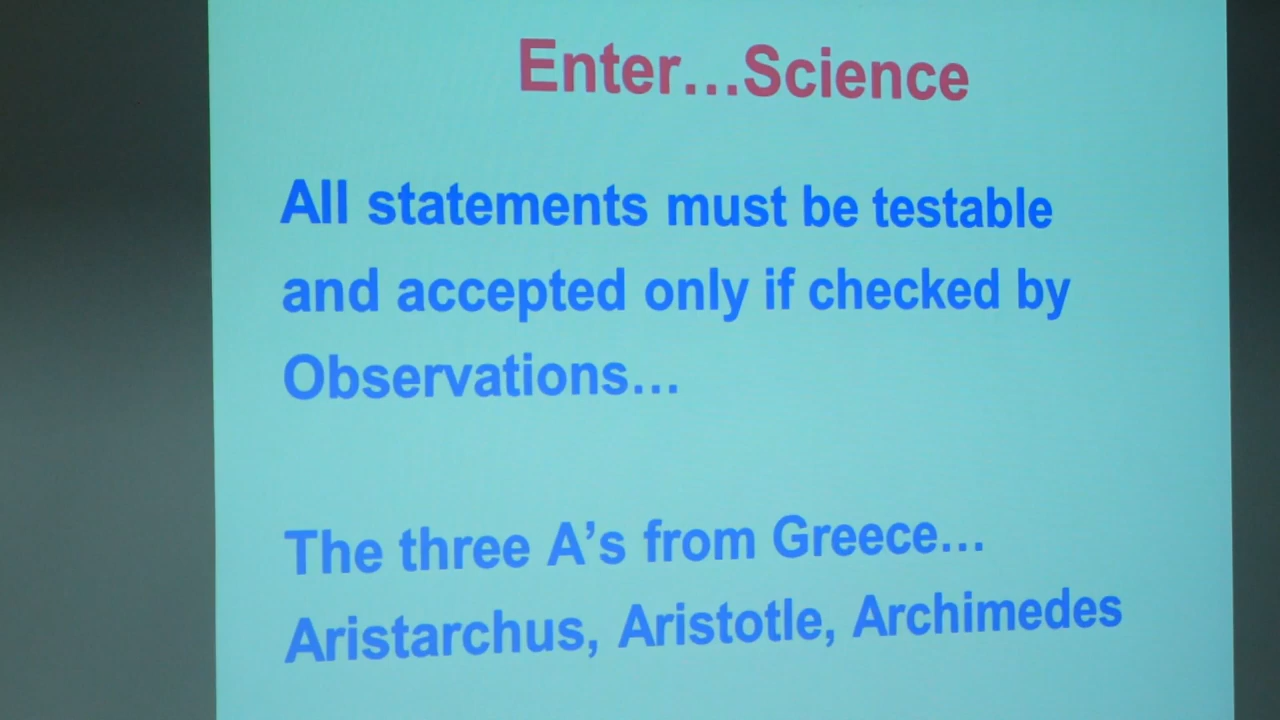 Enter...Science
All statements must be testable
and accepted only if checked by
Observations...
The three A's from Greece...
Aristarchus, Aristotle, Archimedes